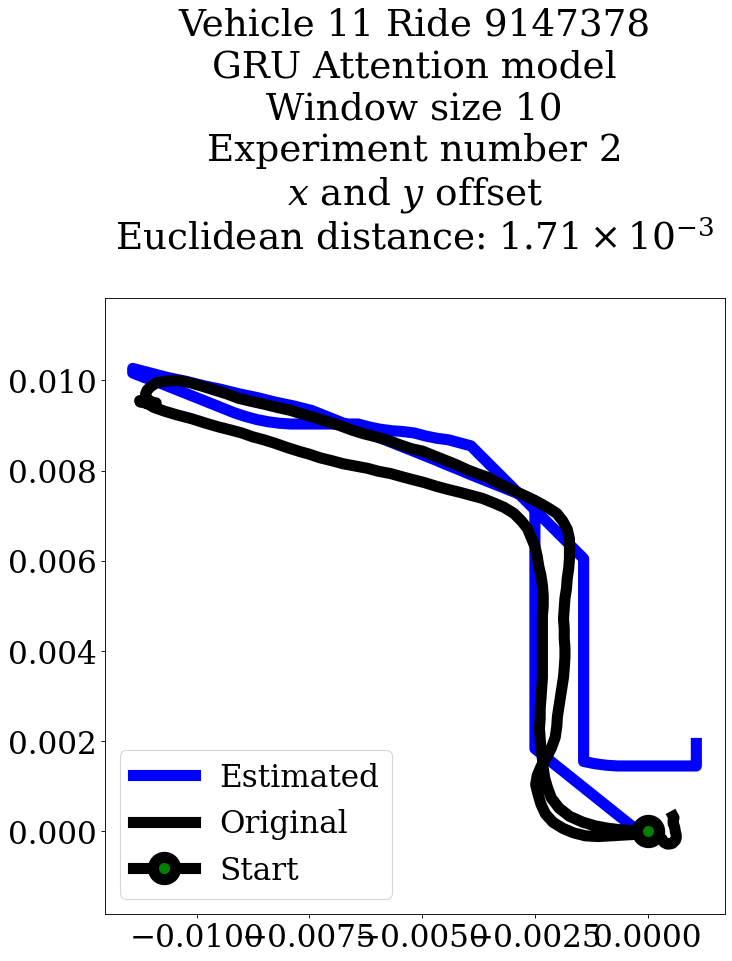 Vehicle 11 Ride 9147378
GRU Attention model
Window size 10
Experiment number 2
x and y offset
Euclidean distance: 1.71 × 10⁻³
0.010
0.008
0.006
0.004
0.002
0.000
Estimated
Original
Start
−0.0100 −0.0075 −0.0050 −0.0025 0.0000